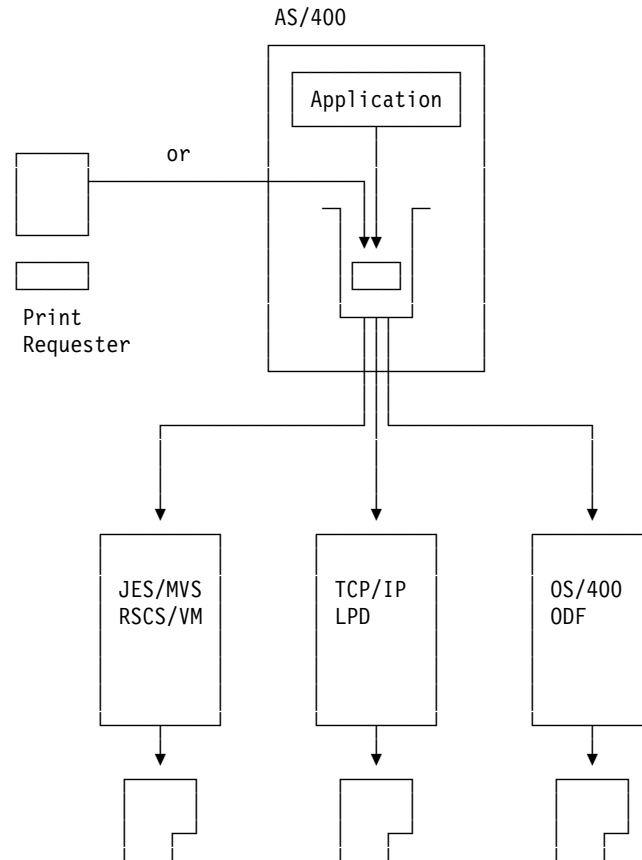 AS/400
Application
or
Print
Requester
JES/MVS
RSCS/VM
TCP/IP
LPD
OS/400
ODF